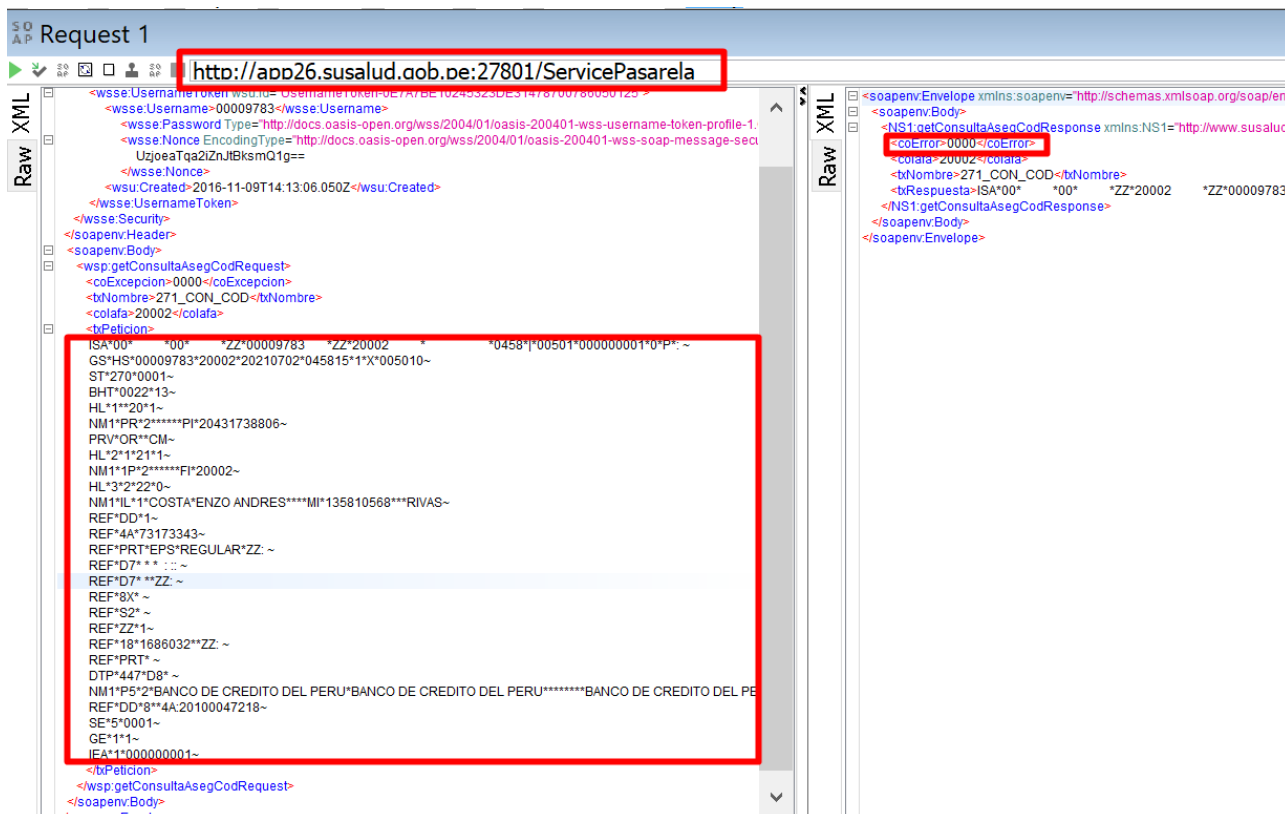 SOAP Request 1
http://app26.susalud.gob.pe:27801/ServicePasarela
XML
Raw
<wsse:UsernameToken wsu:Id="UsernameToken-0E7A7BE10245323DE31478700786050125">
<wsse:Username>00009783</wsse:Username>
<wsse:Password Type="http://docs.oasis-open.org/wss/2004/01/oasis-200401-wss-username-token-profile-1.
<wsse:Nonce EncodingType="http://docs.oasis-open.org/wss/2004/01/oasis-200401-wss-soap-message-secu
UzjoeaTqa2iZnJtBksmQ1g==
</wsse:Nonce>
<wsu:Created>2016-11-09T14:13:06.050Z</wsu:Created>
</wsse:UsernameToken>
</wsse:Security>
</soapenv:Header>
<soapenv:Body>
<wsp:getConsultaAsegCodRequest>
<coExcepcion>0000</coExcepcion>
<txNombre>271_CON_COD</txNombre>
<coIafa>20002</coIafa>
<txPeticion>
ISA*00*     *00*     *ZZ*00009783     *ZZ*20002     *     *0458*|*00501*000000001*0*P*: ~
GS*HS*00009783*20002*20210702*045815*1*X*005010~
ST*270*0001~
BHT*0022*13~
HL*1**20*1~
NM1*PR*2******PI*20431738806~
PRV*OR**CM~
HL*2*1*21*1~
NM1*1P*2******FI*20002~
HL*3*2*22*0~
NM1*IL*1*COSTA*ENZO ANDRES****MI*135810568***RIVAS~
REF*DD*1~
REF*4A*73173343~
REF*PRT*EPS*REGULAR*ZZ: ~
REF*D7* * * : :: ~
REF*D7* **ZZ: ~
REF*8X* ~
REF*S2* ~
REF*ZZ*1~
REF*18*1686032**ZZ: ~
REF*PRT* ~
DTP*447*D8* ~
NM1*P5*2*BANCO DE CREDITO DEL PERU*BANCO DE CREDITO DEL PERU********BANCO DE CREDITO DEL PE
REF*DD*8**4A:20100047218~
SE*5*0001~
GE*1*1~
IEA*1*000000001~
</txPeticion>
</wsp:getConsultaAsegCodRequest>
</soapenv:Body>
XML
Raw
<soapenv:Envelope xmlns:soapenv="http://schemas.xmlsoap.org/soap/en
<soapenv:Body>
<NS1:getConsultaAsegCodResponse xmlns:NS1="http://www.susaluc
<coError>0000</coError>
<coIafa>20002</coIafa>
<txNombre>271_CON_COD</txNombre>
<txRespuesta>ISA*00*     *00*     *ZZ*20002     *ZZ*00009783
</NS1:getConsultaAsegCodResponse>
</soapenv:Body>
</soapenv:Envelope>